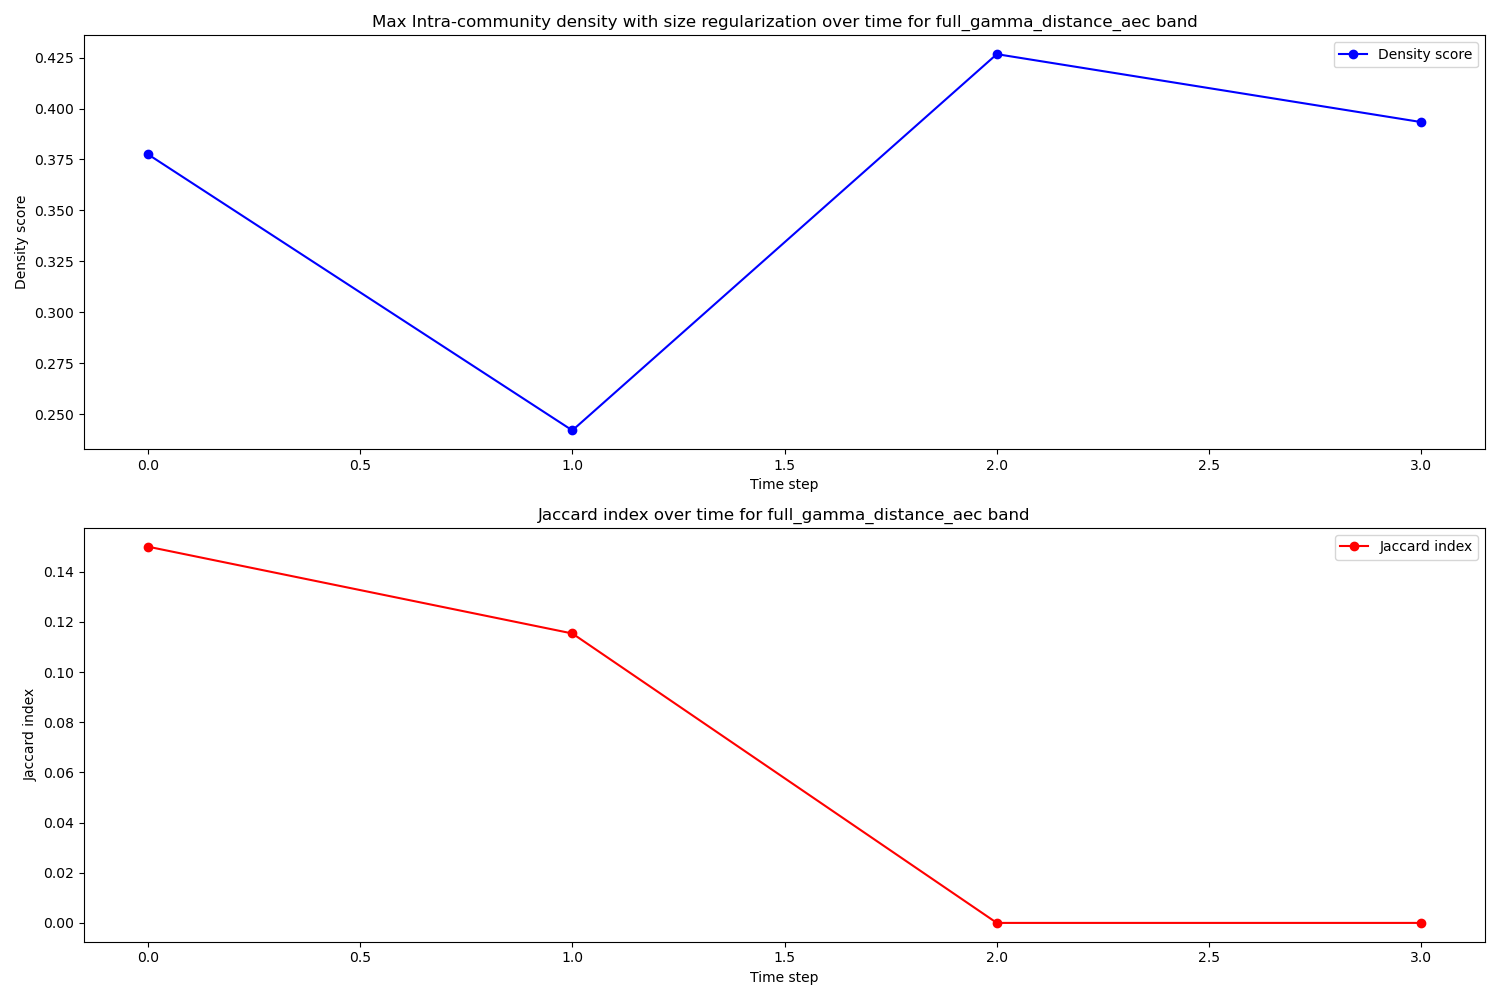 Max Intra-community density with size regularization over time for full_gamma_distance_aec band
Density score
0.425
0.400
0.375
0.350
0.325
0.300
0.275
0.250
Density score
0.0 0.5 1.0 1.5 2.0 2.5 3.0
Time step
Jaccard index over time for full_gamma_distance_aec band
Jaccard index
0.14
0.12
0.10
0.08
0.06
0.04
0.02
0.00
Jaccard index
0.0 0.5 1.0 1.5 2.0 2.5 3.0
Time step